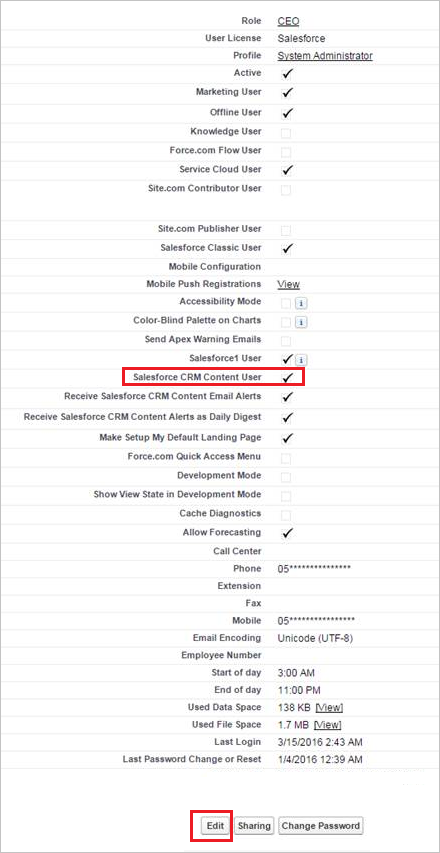 Role CEO
User License Salesforce
Profile System Administrator
Active ✓
Marketing User ✓
Offline User ✓
Knowledge User
Force.com Flow User
Service Cloud User ✓
Site.com Contributor User
Site.com Publisher User
Salesforce Classic User ✓
Mobile Configuration
Mobile Push Registrations View
Accessibility Mode i
Color-Blind Palette on Charts i
Send Apex Warning Emails
Salesforce1 User ✓ i
Salesforce CRM Content User ✓
Receive Salesforce CRM Content Email Alerts ✓
Receive Salesforce CRM Content Alerts as Daily Digest ✓
Make Setup My Default Landing Page ✓
Force.com Quick Access Menu
Development Mode
Show View State in Development Mode
Cache Diagnostics
Allow Forecasting ✓
Call Center
Phone 05***************
Extension
Fax
Mobile 05****************
Email Encoding Unicode (UTF-8)
Employee Number
Start of day 3:00 AM
End of day 11:00 PM
Used Data Space 138 KB [View]
Used File Space 1.7 MB [View]
Last Login 3/15/2016 2:43 AM
Last Password Change or Reset 1/4/2016 12:39 AM
Edit Sharing Change Password